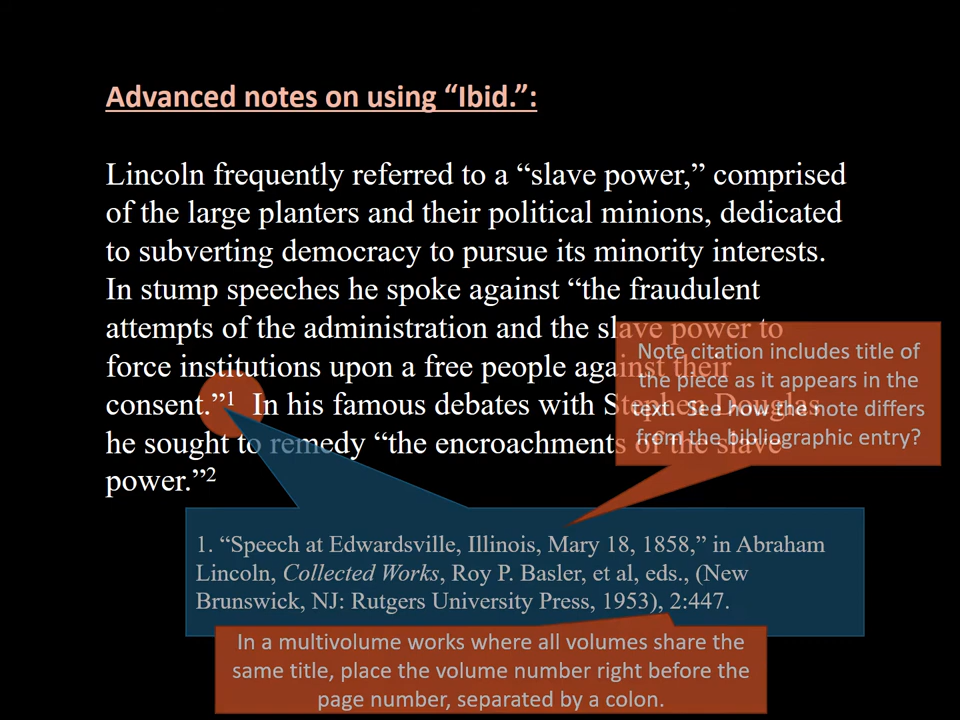 Advanced notes on using “Ibid.”:
Lincoln frequently referred to a “slave power,” comprised
of the large planters and their political minions, dedicated
to subverting democracy to pursue its minority interests.
In stump speeches he spoke against “the fraudulent
attempts of the administration and the slave power to
force institutions upon a free people against their
consent.”1 In his famous debates with Stephen Douglas
he sought to remedy “the encroachments of the slave
power.”2
Note citation includes title of
the piece as it appears in the
text. See how the note differs
from the bibliographic entry?
1. “Speech at Edwardsville, Illinois, Mary 18, 1858,” in Abraham
Lincoln, Collected Works, Roy P. Basler, et al, eds., (New
Brunswick, NJ: Rutgers University Press, 1953), 2:447.
In a multivolume works where all volumes share the
same title, place the volume number right before the
page number, separated by a colon.